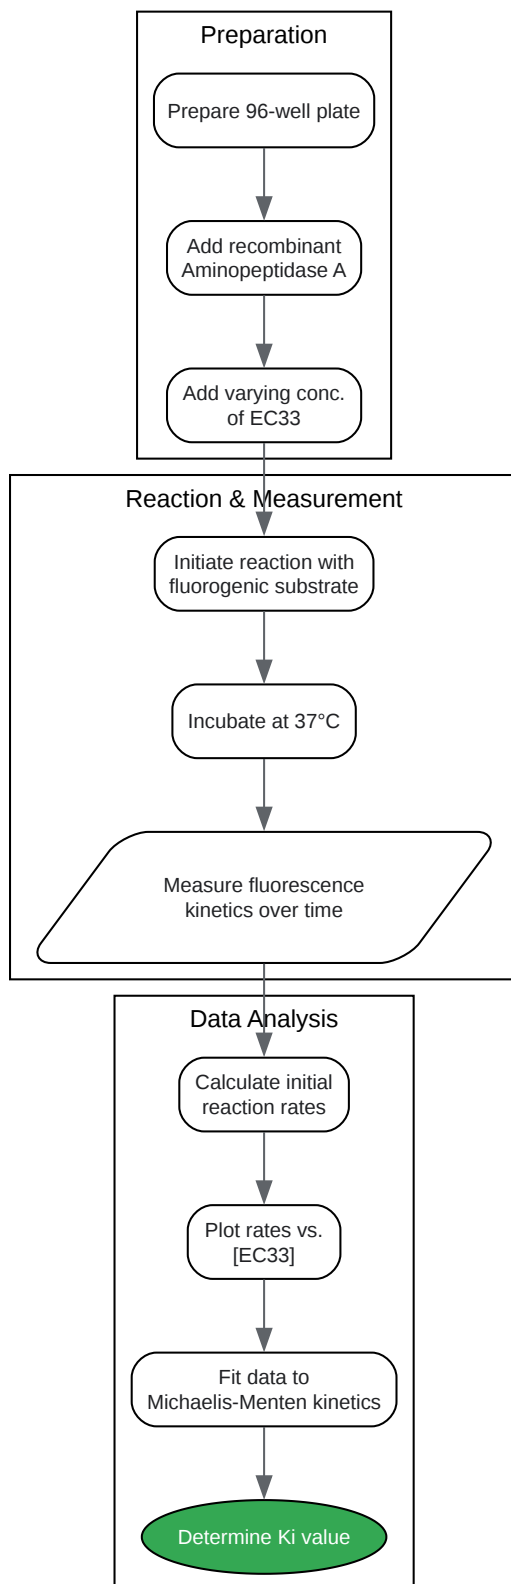 Preparation
Prepare 96-well plate
Add recombinant
Aminopeptidase A
Add varying conc.
of EC33
Reaction & Measurement
Initiate reaction with
fluorogenic substrate
Incubate at 37°C
Measure fluorescence
kinetics over time
Data Analysis
Calculate initial
reaction rates
Plot rates vs.
[EC33]
Fit data to
Michaelis-Menten kinetics
Determine Ki value